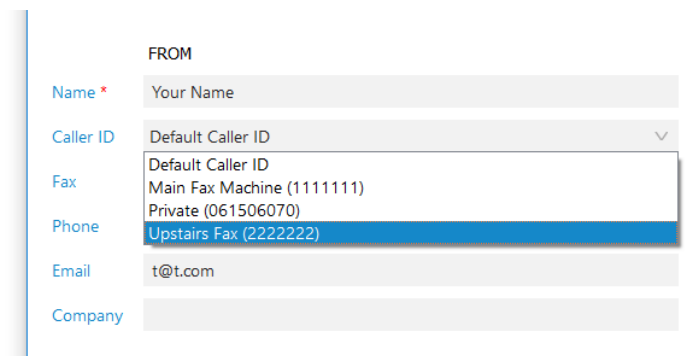 FROM
Name * Your Name
Caller ID Default Caller ID
Default Caller ID
Fax Main Fax Machine (1111111)
Private (061506070)
Phone Upstairs Fax (2222222)
Email t@t.com
Company